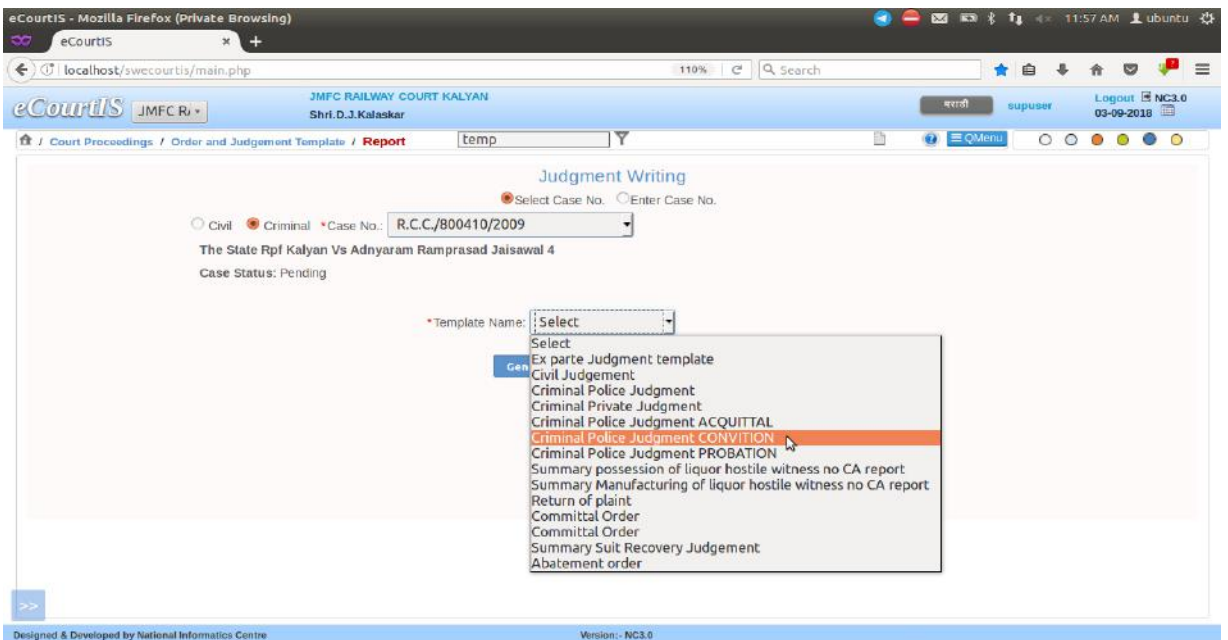 eCourtIS - Mozilla Firefox (Private Browsing)
11:57 AM ubuntu
eCourtIS × +
localhost/swecourtis/main.php 110% Search
eCourtIS JMFC R
JMFC RAILWAY COURT KALYAN
Shri.D.J.Kalaskar
मराठी supuser Logout NC3.0
03-09-2018
/ Court Proceedings / Order and Judgement Template / Report temp QMenu
Judgment Writing
Select Case No. Enter Case No.
Civil Criminal *Case No.: R.C.C./800410/2009
The State Rpf Kalyan Vs Adnyaram Ramprasad Jaisawal 4
Case Status: Pending
*Template Name: Select
Select
Ex parte Judgment template
Gen
Civil Judgement
Criminal Police Judgment
Criminal Private Judgment
Criminal Police Judgment ACQUITTAL
Criminal Police Judgment CONVITION
Criminal Police Judgment PROBATION
Summary possession of liquor hostile witness no CA report
Summary Manufacturing of liquor hostile witness no CA report
Return of plaint
Committal Order
Committal Order
Summary Suit Recovery Judgement
Abatement order
>>
Designed & Developed by National Informatics Centre Version:- NC3.0